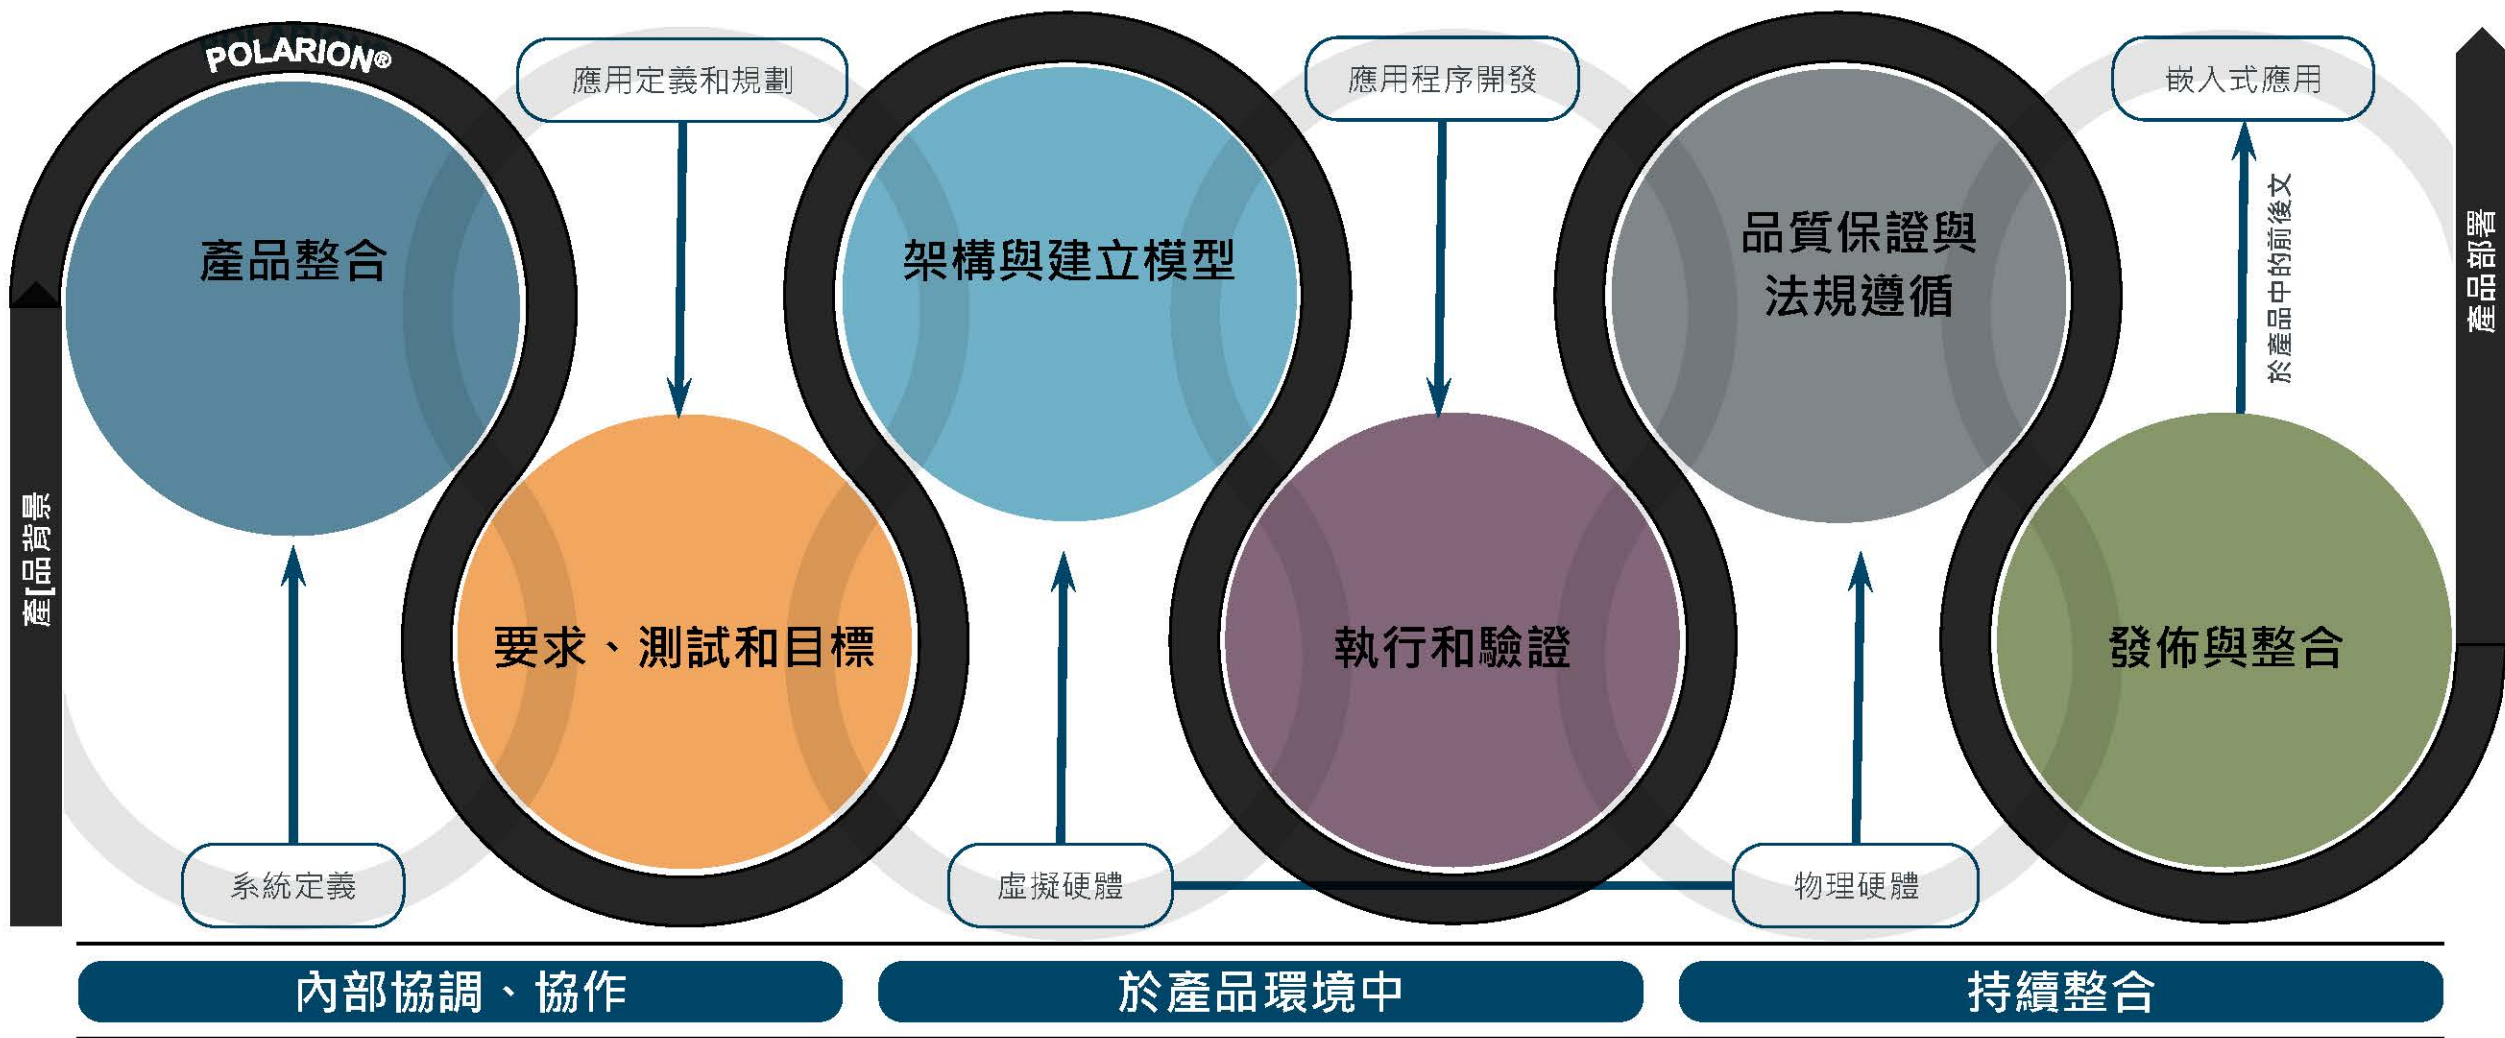 POLARION®
應用定義和規劃
應用程序開發
嵌入式應用
產品整合
架構與建立模型
品質保證與
法規遵循
於產品中的前後文
產品部署
產[品背景
要求、測試和目標
執行和驗證
發佈與整合
系統定義
虛擬硬體
物理硬體
內部協調、協作
於產品環境中
持續整合